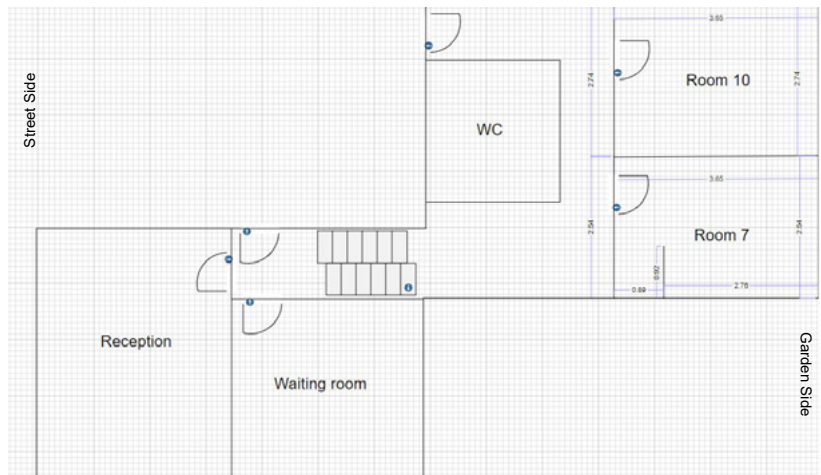 3.65
Room 10
2.74
2.74
Street Side
WC
3.65
Room 7
2.54
2.54
0.92
0.89
2.76
Reception
Waiting room
Garden Side